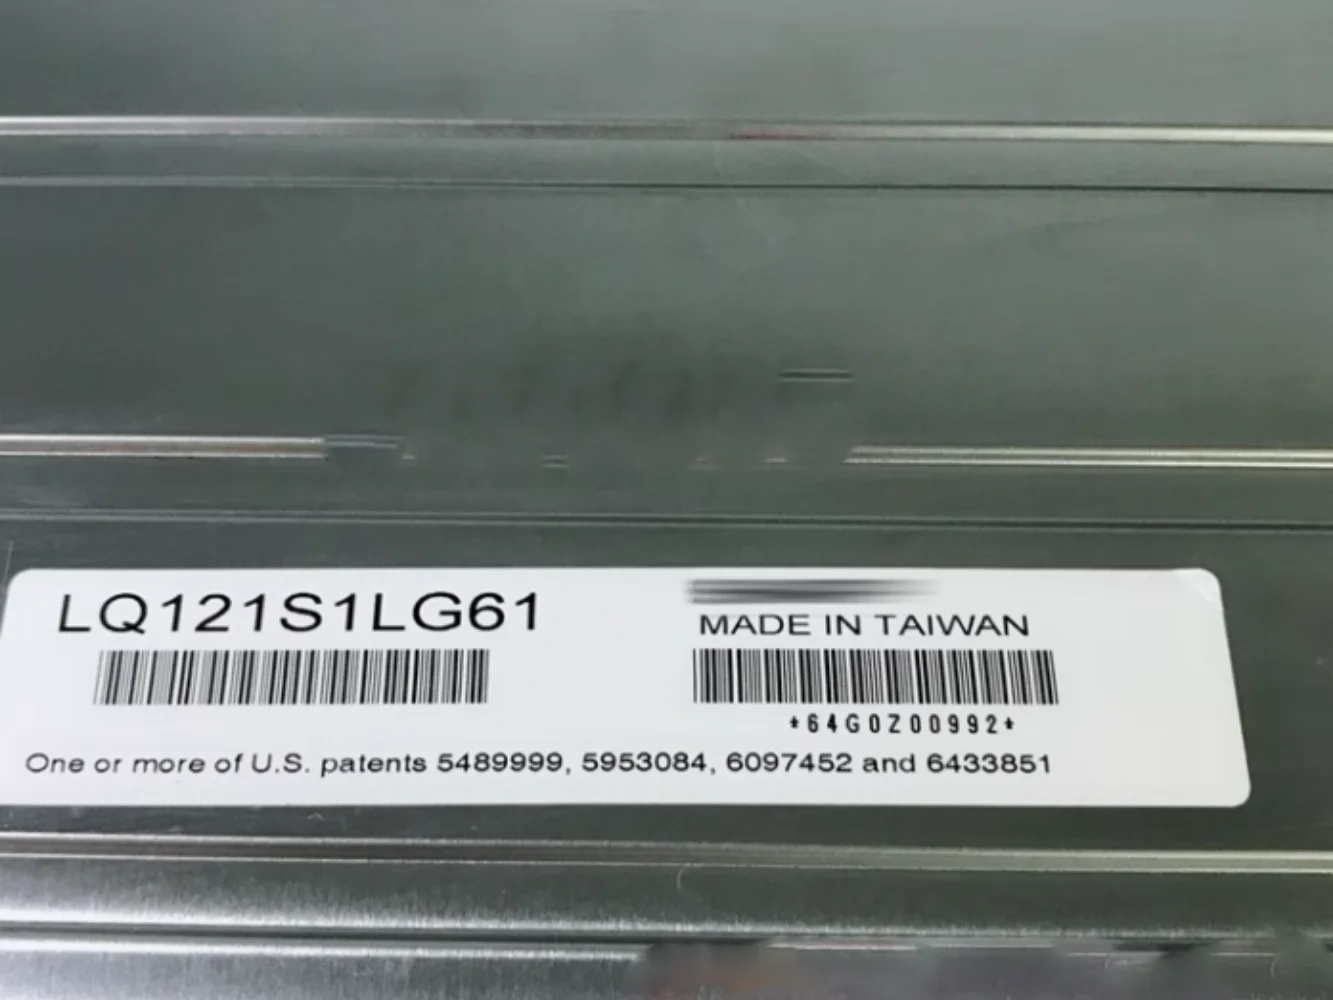 LQ121S1LG61
MADE IN TAIWAN
*64G0Z00992*
One or more of U.S. patents 5489999, 5953084, 6097452 and 6433851